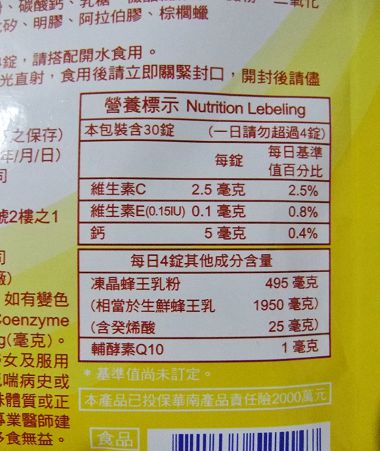 、碳酸鈣、乳糖
二氧化
矽、明膠、阿拉伯膠、棕櫚蠟
錠，請搭配開水食用。
光直射，食用後請立即關緊封口，開封後請儘
營養標示 Nutrition Lebeling
本包裝含30錠 (一日請勿超過4錠)
每錠 每日基準值百分比
維生素C 2.5 毫克 2.5%
維生素E(0.15IU) 0.1 毫克 0.8%
鈣 5 毫克 0.4%
每日4錠其他成分含量
凍晶蜂王乳粉 495 毫克
(相當於生鮮蜂王乳 1950 毫克)
(含癸烯酸 25 毫克)
輔酵素Q10 1 毫克
*基準值尚未訂定。
本產品已投保華南產品責任險2000萬元
食品
之保存)
年/月/日)
司
號2樓之1
司
廠)
如有變色
Coenzyme
g(毫克)。
女及服用
喘病史或
体體質或正
專業醫師建
多食無益。